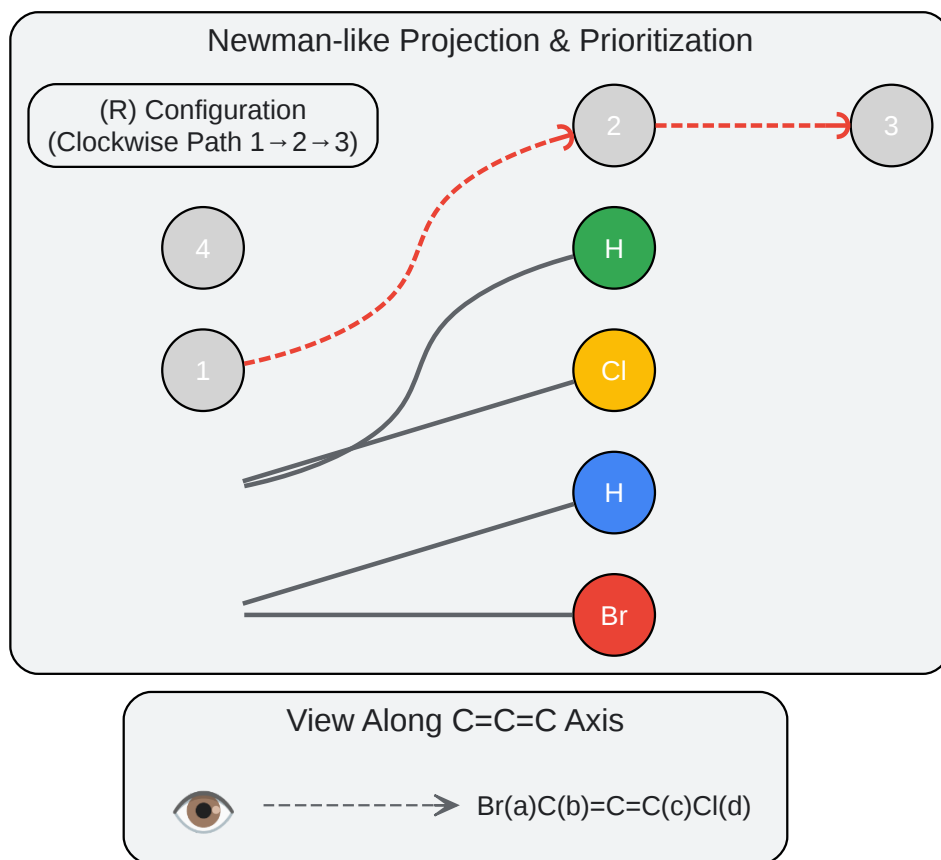 Newman-like Projection & Prioritization
(R) Configuration
(Clockwise Path 1→2→3)
2
3
4
H
1
Cl
H
Br
View Along C=C=C Axis
Br(a)C(b)=C=C(c)Cl(d)